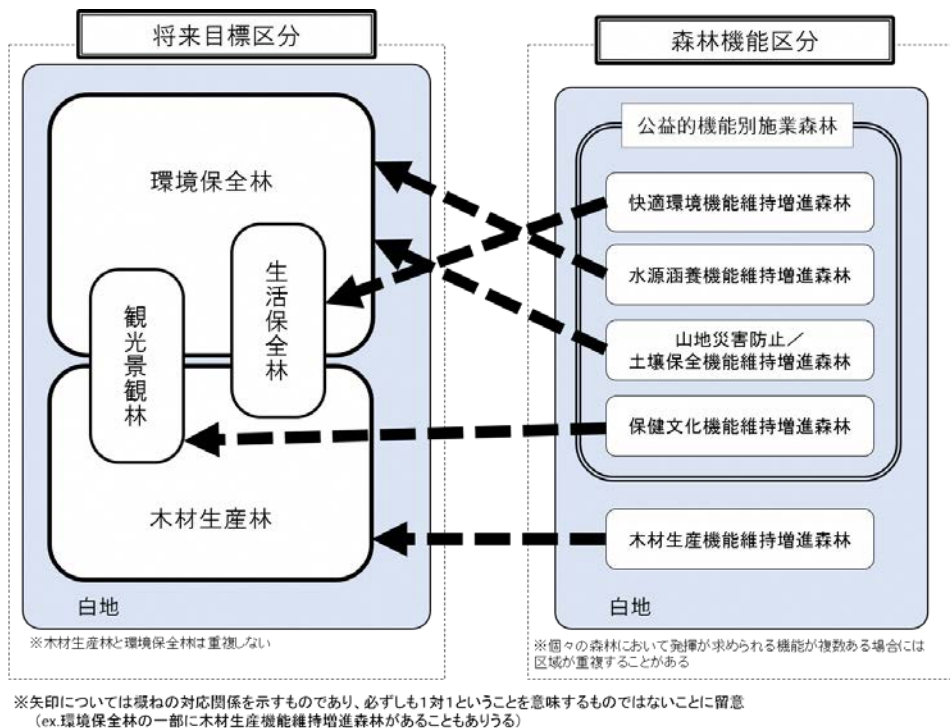 将来目標区分
環境保全林
生活保全林
観光景観林
木材生産林
白地
※木材生産林と環境保全林は重複しない
森林機能区分
公益的機能別施業森林
快適環境機能維持増進森林
水源涵養機能維持増進森林
山地災害防止／
土壌保全機能維持増進森林
保健文化機能維持増進森林
木材生産機能維持増進森林
白地
※個々の森林において発揮が求められる機能が複数ある場合には
区域が重複することがある
※矢印については概ねの対応関係を示すものであり、必ずしも1対1ということを意味するものではないことに留意
（ex.環境保全林の一部に木材生産機能維持増進森林があることもありうる）